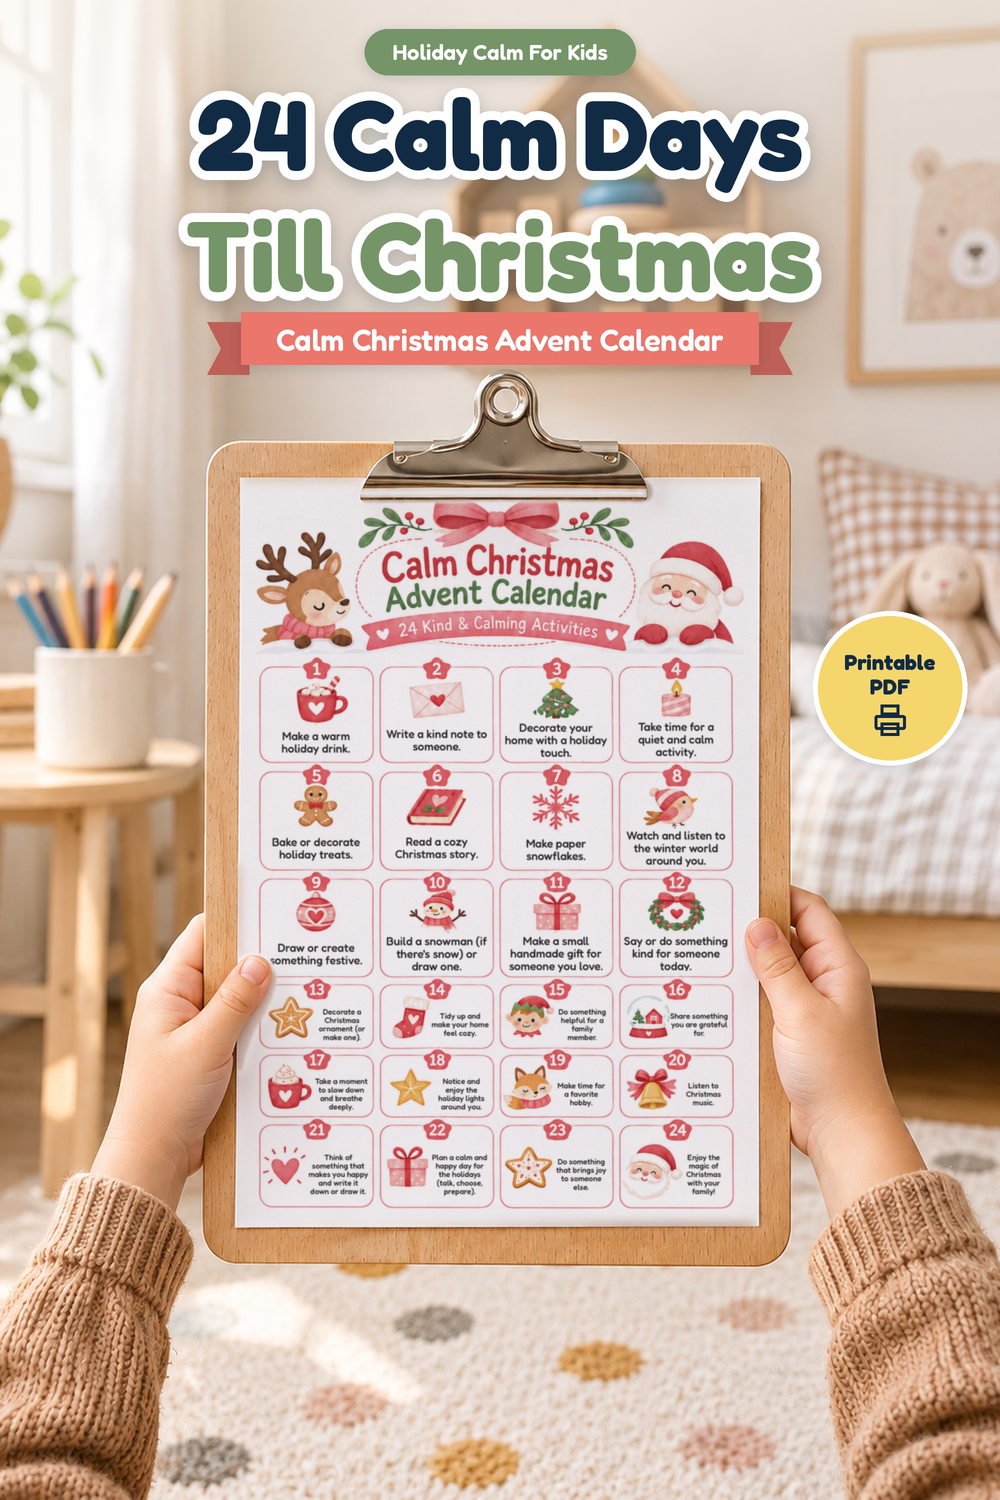 Holiday Calm For Kids
24 Calm Days
Till Christmas
Calm Christmas Advent Calendar
Calm Christmas
Advent Calendar
24 Kind & Calming Activities
1
Make a warm
holiday drink.
2
Write a kind note to
someone.
3
Decorate your
home with a holiday
touch.
4
Take time for a
quiet and calm
activity.
Printable
PDF
5
Bake or decorate
holiday treats.
6
Read a cozy
Christmas story.
7
Make paper
snowflakes.
8
Watch and listen to
the winter world
around you.
9
Draw or create
something festive.
10
Build a snowman (if
there's snow) or
draw one.
11
Make a small
handmade gift for
someone you love.
12
Say or do something
kind for someone
today.
13
Decorate a
Christmas
ornament (or
make one).
14
Tidy up and
make your home
feel cozy.
15
Do something
helpful for a
family
member.
16
Share something
you are grateful
for.
17
Take a moment
to slow down
and breathe
deeply.
18
Notice and
enjoy the
holiday lights
around you.
19
Make time for
a favorite
hobby.
20
Listen to
Christmas
music.
21
Think of
something that
makes you happy
and write it
down or draw it.
22
Plan a calm and
happy day for
the holidays
(talk, choose,
prepare).
23
Do something
that brings joy
to someone
else.
24
Enjoy the
magic of
Christmas
with your
family!